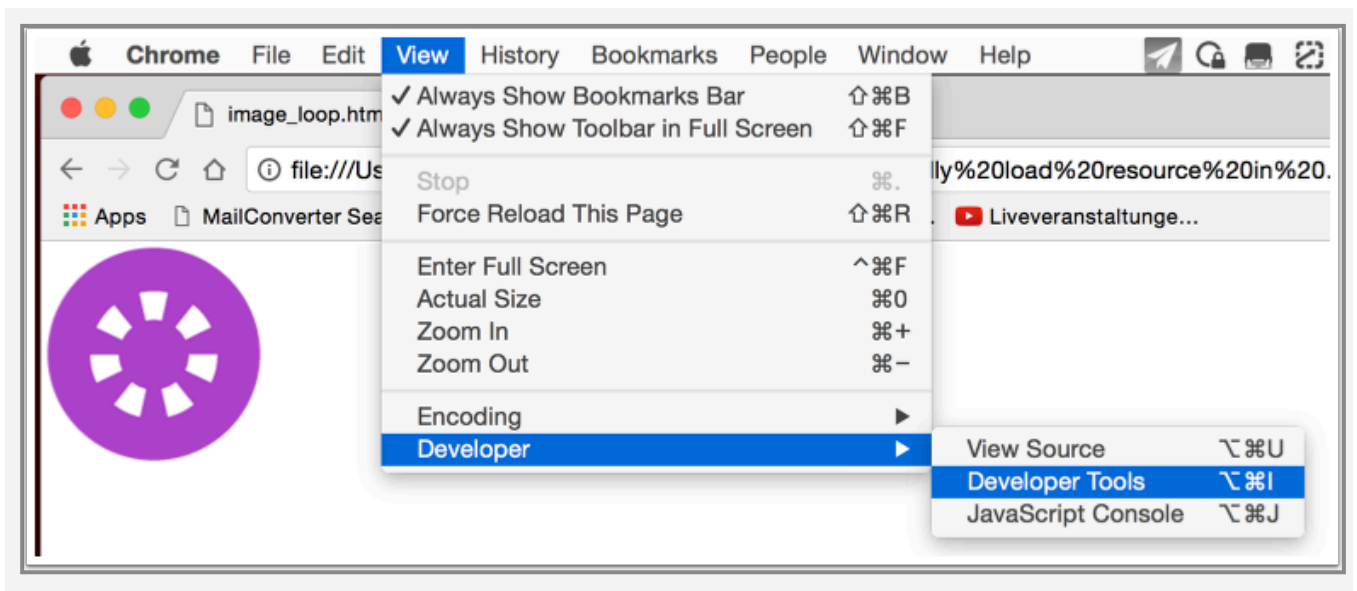 Chrome File Edit View History Bookmarks People Window Help
✓ Always Show Bookmarks Bar ⇧⌘B
image_loop.htm
✓ Always Show Toolbar in Full Screen ⇧⌘F
file:///Us
lly%20load%20resource%20in%20.
Stop ⌘.
Apps MailConverter Sea
Force Reload This Page ⇧⌘R
. Liveveranstaltunge...
Enter Full Screen ^⌘F
Actual Size ⌘0
Zoom In ⌘+
Zoom Out ⌘−
Encoding ▶
Developer ▶
View Source ⌥⌘U
Developer Tools ⌥⌘I
JavaScript Console ⌥⌘J